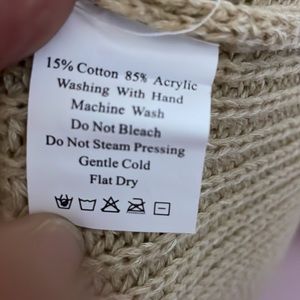 15% Cotton 85% Acrylic
Washing With Hand
Machine Wash
Do Not Bleach
Do Not Steam Pressing
Gentle Cold
Flat Dry